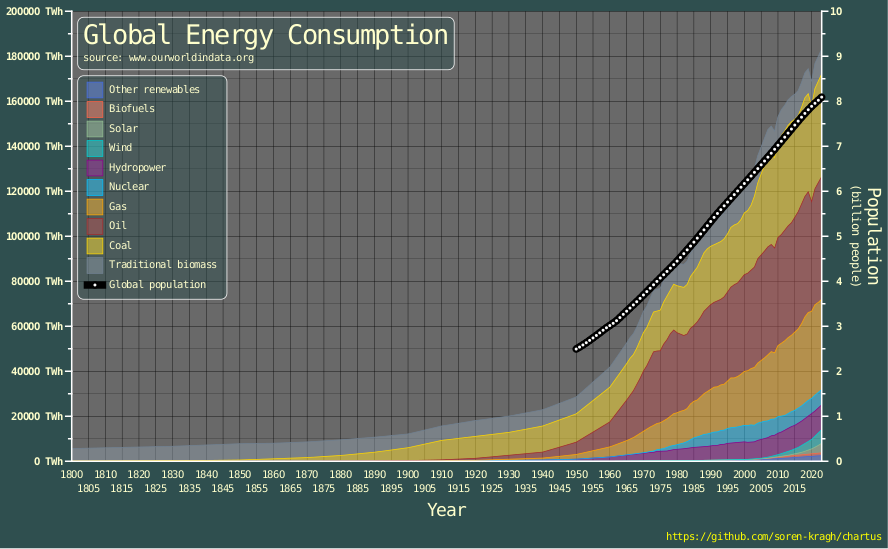 Global Energy Consumption
source: www.ourworldindata.org
Other renewables
Biofuels
Solar
Wind
Hydropower
Nuclear
Gas
Oil
Coal
Traditional biomass
Global population
200000 TWh
180000 TWh
160000 TWh
140000 TWh
120000 TWh
100000 TWh
80000 TWh
60000 TWh
40000 TWh
20000 TWh
0 TWh
10
9
8
7
6
5
4
3
2
1
0
Population
(billion people)
1800 1810 1820 1830 1840 1850 1860 1870 1880 1890 1900 1910 1920 1930 1940 1950 1960 1970 1980 1990 2000 2010 2020
1805 1815 1825 1835 1845 1855 1865 1875 1885 1895 1905 1915 1925 1935 1945 1955 1965 1975 1985 1995 2005 2015
Year
https://github.com/soren-kragh/chartus